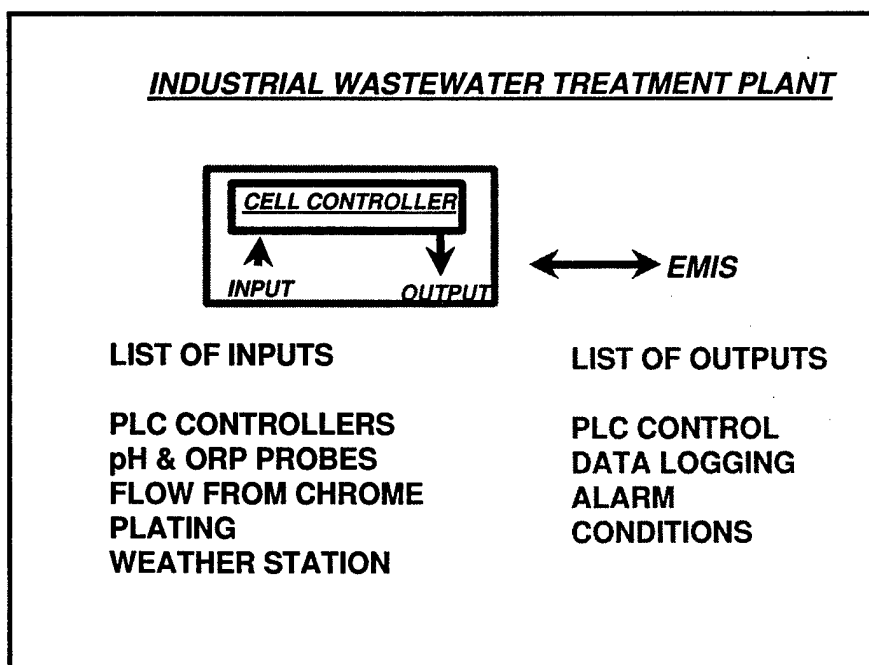 INDUSTRIAL WASTEWATER TREATMENT PLANT
CELL CONTROLLER
INPUT
OUTPUT
EMIS
LIST OF INPUTS
PLC CONTROLLERS
pH & ORP PROBES
FLOW FROM CHROME
PLATING
WEATHER STATION
LIST OF OUTPUTS
PLC CONTROL
DATA LOGGING
ALARM
CONDITIONS